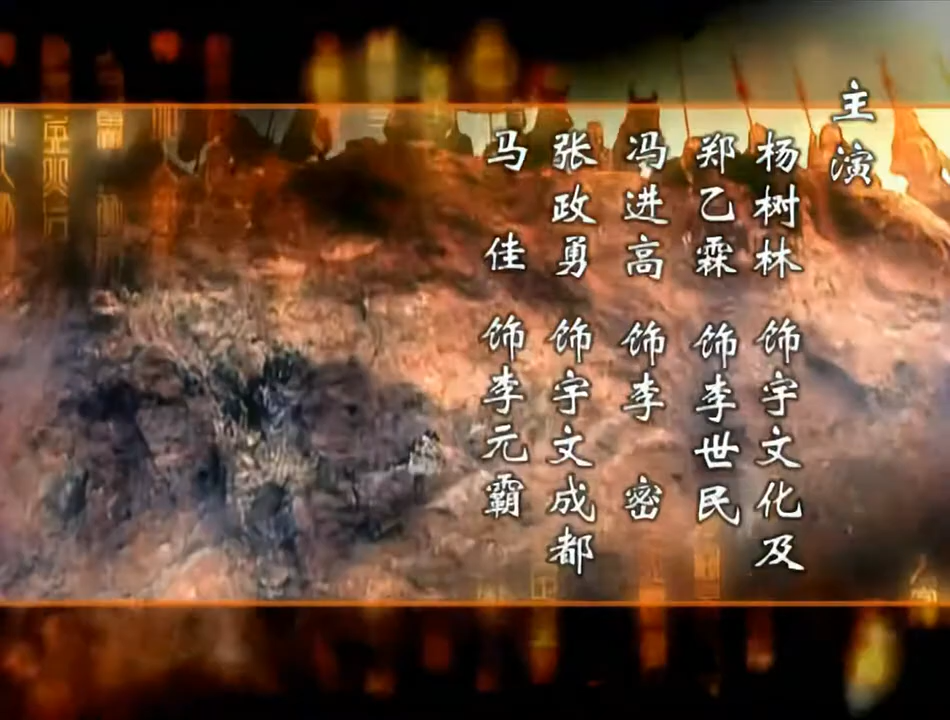 主演
杨树林 饰宇文化及
郑乙霖 饰李世民
冯进高 饰李 密
张政勇 饰宇文成都
马 佳 饰李元霸